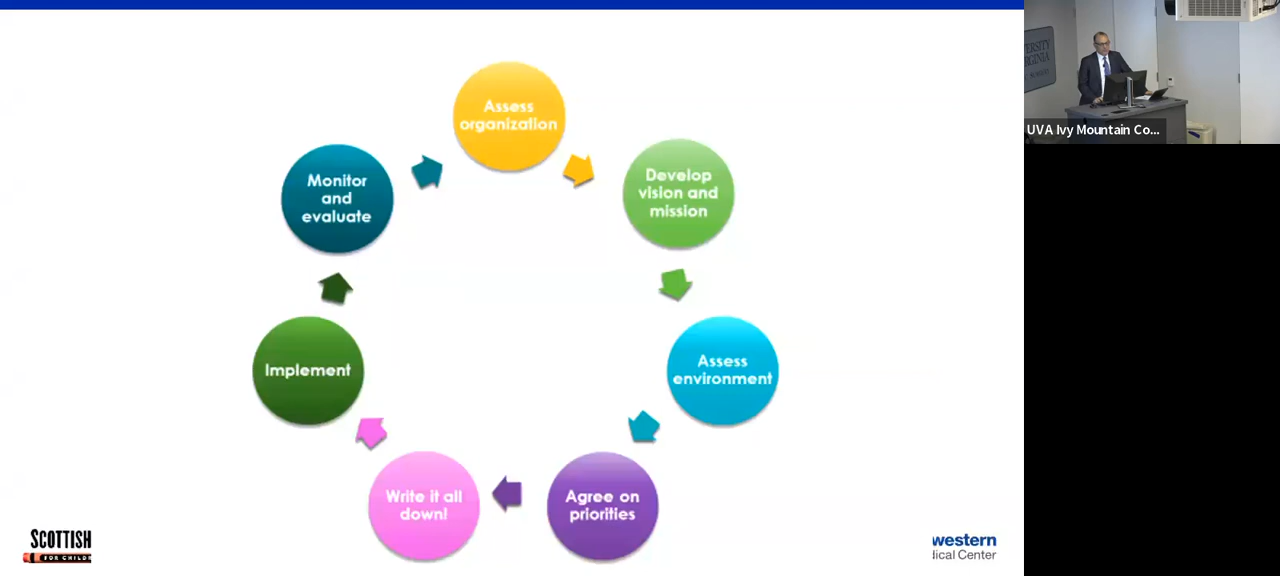 Assess
organization
Develop
vision and
mission
Assess
environment
Agree on
priorities
Write it all
down!
Implement
Monitor
and
evaluate
SCOTTISH
FOR CHILD
western
ical Center
UVA Ivy Mountain Co...